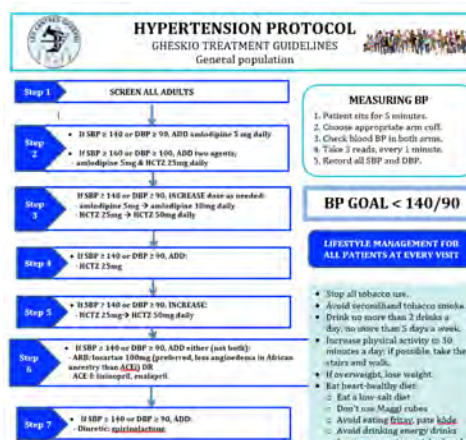 HYPERTENSION PROTOCOL
GHESKIO TREATMENT GUIDELINES
General population
Step 1
SCREEN ALL ADULTS
Step
2
• If SBP ≥ 140 or DBP ≥ 90, ADD amlodipine 5 mg daily
• If SBP ≥ 160 or DBP ≥ 100, ADD two agents;
- amlodipine 5mg & HCTZ 25mg daily
Step
3
If SBP ≥ 140 or DBP ≥ 90, INCREASE dose as needed:
- amlodipine 5mg → amlodipine 10mg daily
- HCTZ 25mg → HCTZ 50mg daily
Step 4
• If SBP ≥ 140 or DBP ≥ 90, ADD:
- HCTZ 25mg
Step 5
• If SBP ≥ 140 or DBP ≥ 90, INCREASE:
- HCTZ 25mg → HCTZ 50mg daily
Step
6
• If SBP ≥ 140 or DBP ≥ 90, ADD either (not both):
- ARB: losartan 100mg (preferred, less angioedema in African
ancestry than ACEi) OR
ACE-I: lisinopril, enalapril.
Step 7
• If SBP ≥ 140 or DBP ≥ 90, ADD:
- Diuretic: spirinolactone
MEASURING BP
1. Patient sits for 5 minutes.
2. Choose appropriate arm cuff.
3. Check blood BP in both arms.
4. Take 3 reads, every 1 minute.
5. Record all SBP and DBP.
BP GOAL < 140/90
LIFESTYLE MANAGEMENT FOR
ALL PATIENTS AT EVERY VISIT
• Stop all tobacco use.
• Avoid secondhand tobacco smoke.
• Drink no more than 2 drinks a
day, no more than 5 days a week.
• Increase physical activity to 30
minutes a day; if possible, take the
stairs and walk.
• If overweight, lose weight.
• Eat heart-healthy diet:
o Eat a low-salt diet
o Don't use Maggi cubes
o Avoid eating fritay, pate kòde
o Avoid drinking energy drinks